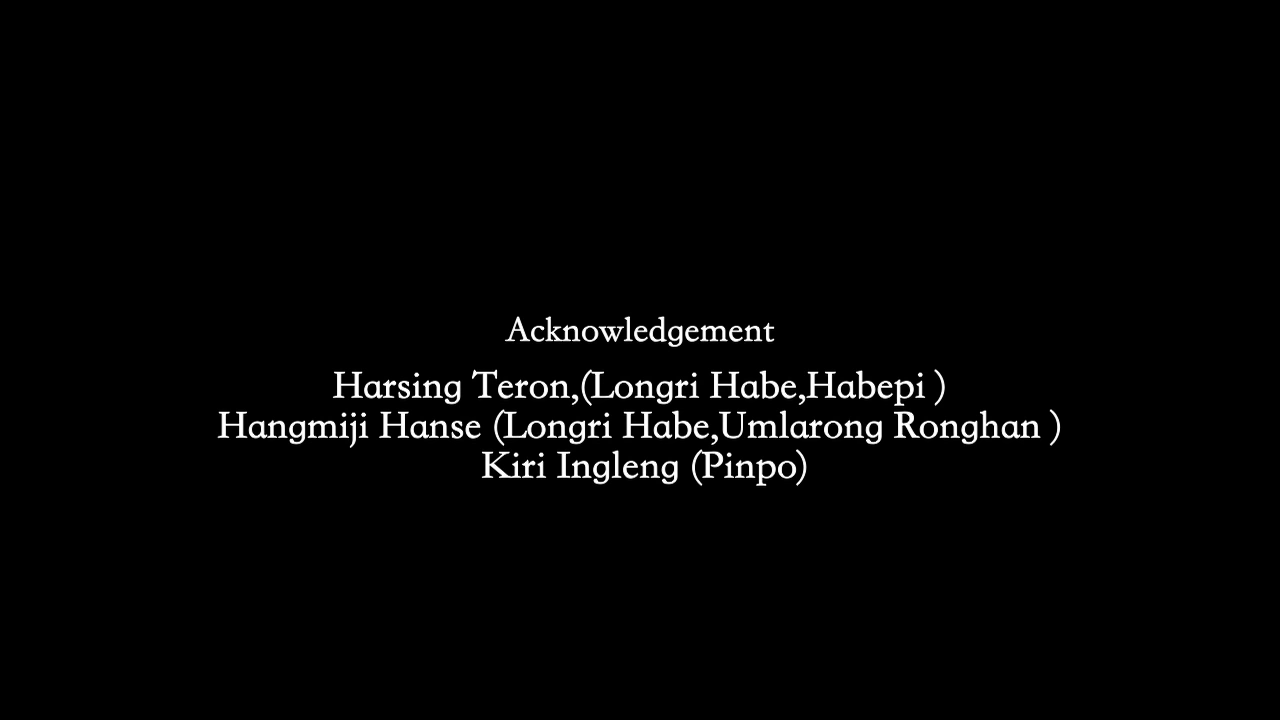 Acknowledgement
Harsing Teron,(Longri Habe,Habepi )
Hangmiji Hanse (Longri Habe,Umlarong Ronghan )
Kiri Ingleng (Pinpo)